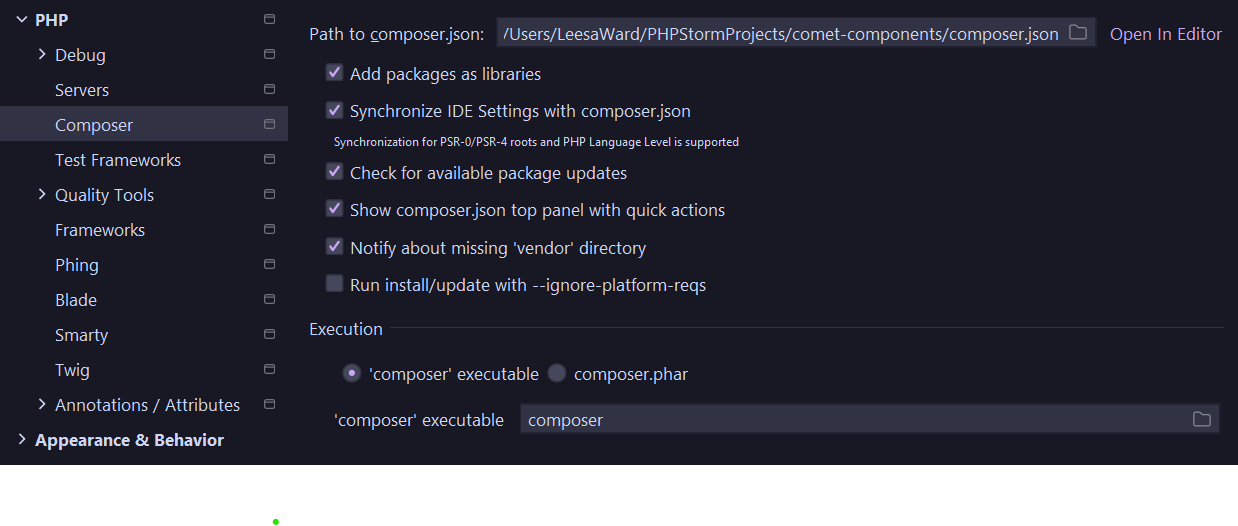 PHP
Debug
Servers
Composer
Test Frameworks
Quality Tools
Frameworks
Phing
Blade
Smarty
Twig
Annotations / Attributes
Appearance & Behavior
Path to composer.json: /Users/LeesaWard/PHPStormProjects/comet-components/composer.json Open In Editor
Add packages as libraries
Synchronize IDE Settings with composer.json
Synchronization for PSR-0/PSR-4 roots and PHP Language Level is supported
Check for available package updates
Show composer.json top panel with quick actions
Notify about missing 'vendor' directory
Run install/update with --ignore-platform-reqs
Execution
'composer' executable composer.phar
'composer' executable composer